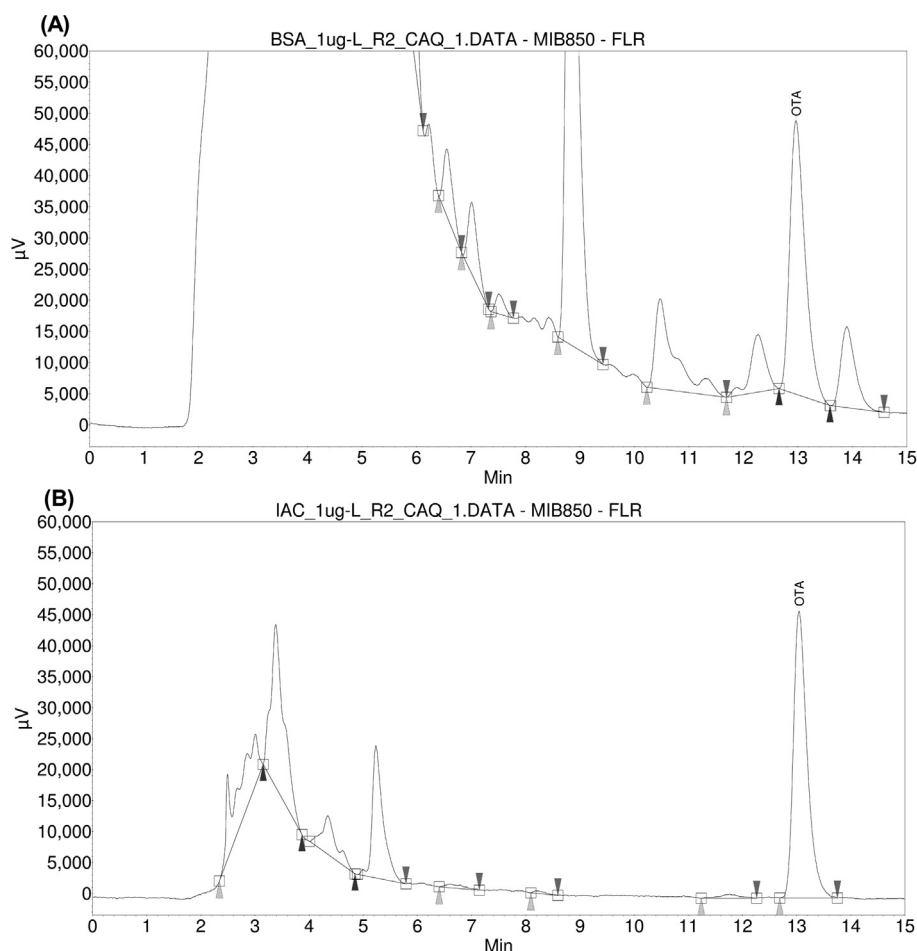 (A)
BSA_1ug-L_R2_CAQ_1.DATA - MIB850 - FLR
60,000
55,000
50,000
45,000
40,000
35,000
30,000
25,000
20,000
15,000
10,000
5,000
0
µV
OTA
0 1 2 3 4 5 6 7 8 9 10 11 12 13 14 15
Min
(B)
IAC_1ug-L_R2_CAQ_1.DATA - MIB850 - FLR
60,000
55,000
50,000
45,000
40,000
35,000
30,000
25,000
20,000
15,000
10,000
5,000
0
µV
OTA
0 1 2 3 4 5 6 7 8 9 10 11 12 13 14 15
Min